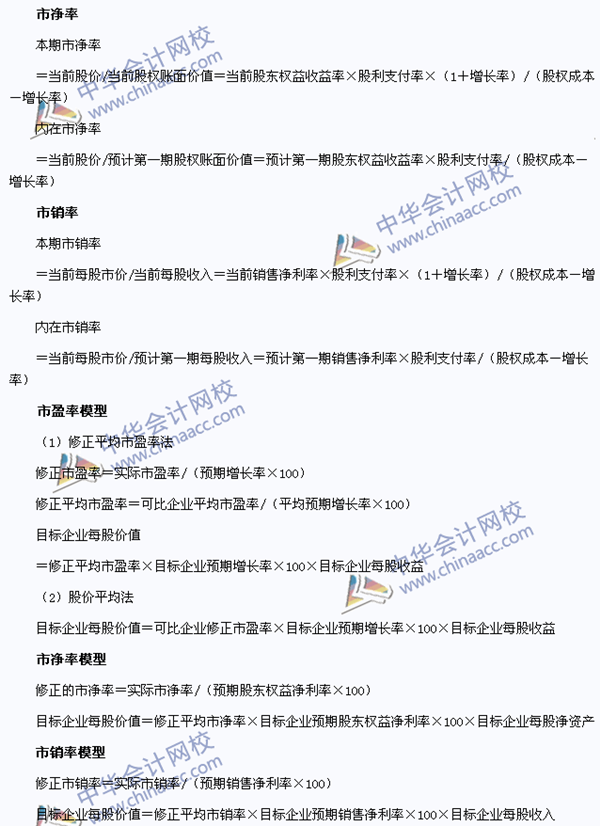 市净率
本期市净率
＝当前股价/当前股权账面价值＝当前股东权益收益率×股利支付率×（1＋增长率）/（股权成本
－增长率）
内在市净率
＝当前股价/预计第一期股权账面价值＝预计第一期股东权益收益率×股利支付率/（股权成本－
增长率）
市销率
本期市销率
＝当前每股市价/当前每股收入＝当前销售净利率×股利支付率×（1＋增长率）/（股权成本－增
长率）
内在市销率
＝当前每股市价/预计第一期每股收入＝预计第一期销售净利率×股利支付率/（股权成本－增长
率）
市盈率模型
（1）修正平均市盈率法
修正市盈率＝实际市盈率/（预期增长率×100）
修正平均市盈率＝可比企业平均市盈率/（平均预期增长率×100）
目标企业每股价值
＝修正平均市盈率×目标企业预期增长率×100×目标企业每股收益
（2）股价平均法
目标企业每股价值＝可比企业修正市盈率×目标企业预期增长率×100×目标企业每股收益
市净率模型
修正的市净率＝实际市净率/（预期股东权益净利率×100）
目标企业每股价值＝修正平均市净率×目标企业预期股东权益净利率×100×目标企业每股净资产
市销率模型
修正市销率＝实际市销率/（预期销售净利率×100）
目标企业每股价值＝修正平均市销率×目标企业预期销售净利率×100×目标企业每股收入
中华会计网校
www.chinaacc.com
中华会计网校
www.chinaacc.com
中华会计网校
www.chinaacc.com
中华会计网校
www.chinaacc.com
中华会计网校
www.chinaacc.com